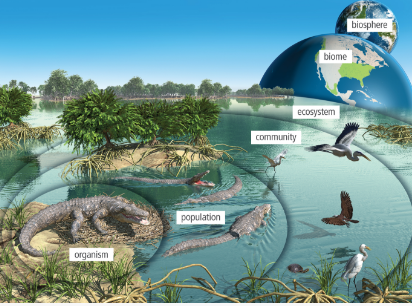 biosphere
biome
ecosystem
community
population
organism